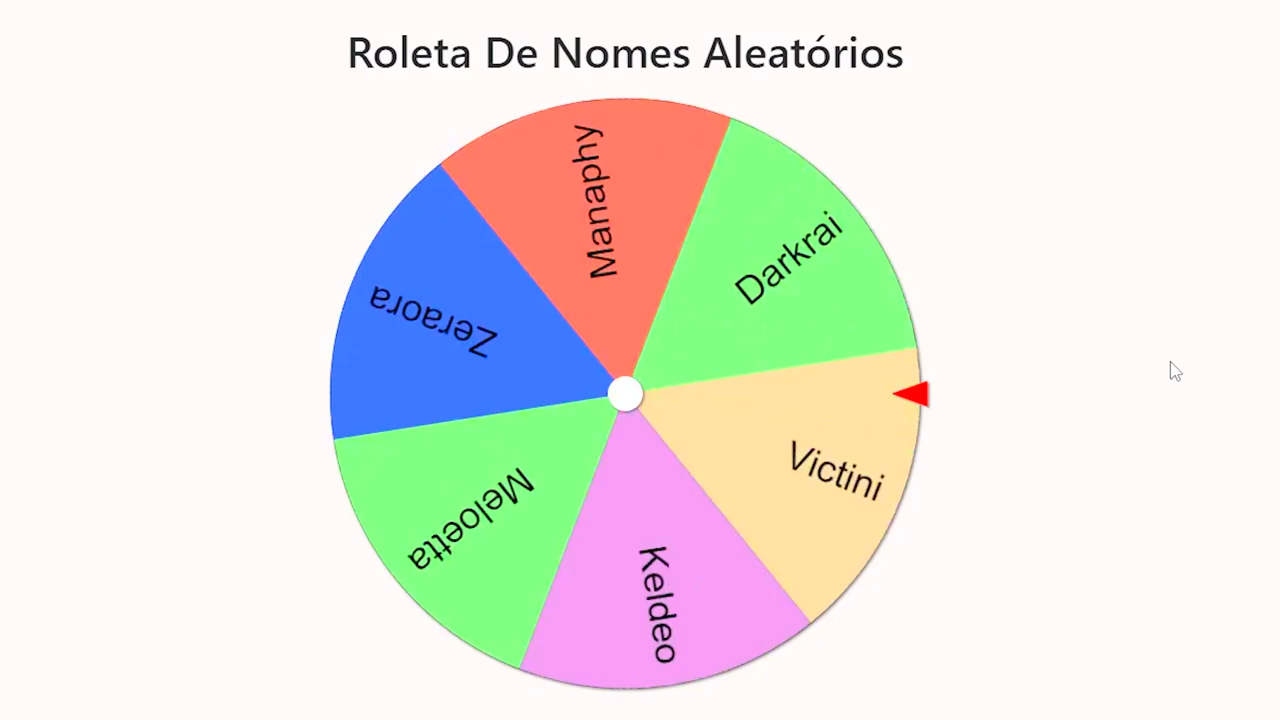 Roleta De Nomes Aleatórios
Manaphy
Darkrai
Zeraora
Victini
Meloetta
Keldeo